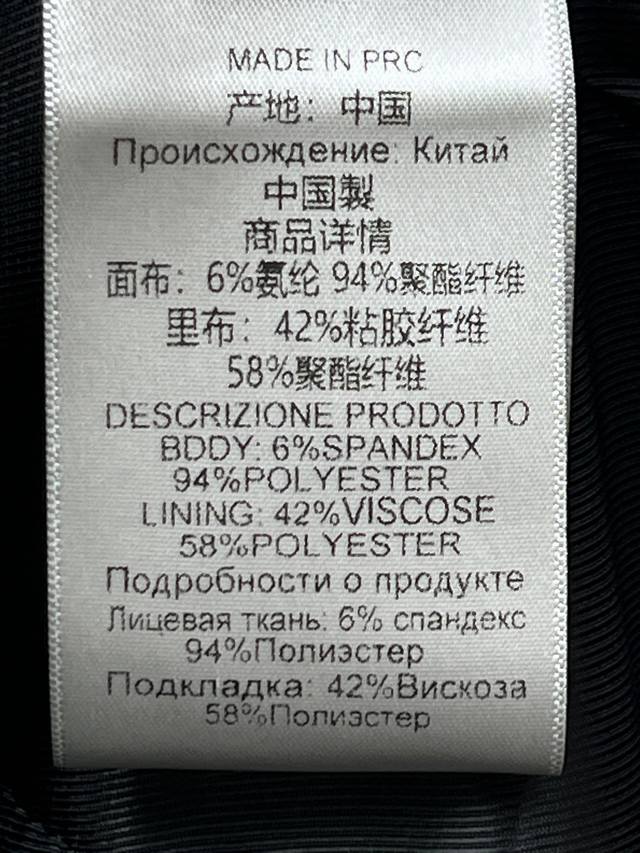 MADE IN PRC
产地：中国
Происхождение: Китай
中国製
商品详情
面布：6%氨纶 94%聚酯纤维
里布：42%粘胶纤维
58%聚酯纤维
DESCRIZIONE PRODOTTO
BDDY: 6%SPANDEX
94%POLYESTER
LINING: 42%VISCOSE
58%POLYESTER
Подробности о продукте
Лицевая ткань: 6% спандекс
94%Полиэстер
Подкладка: 42%Вискоза
58%Полиэстер